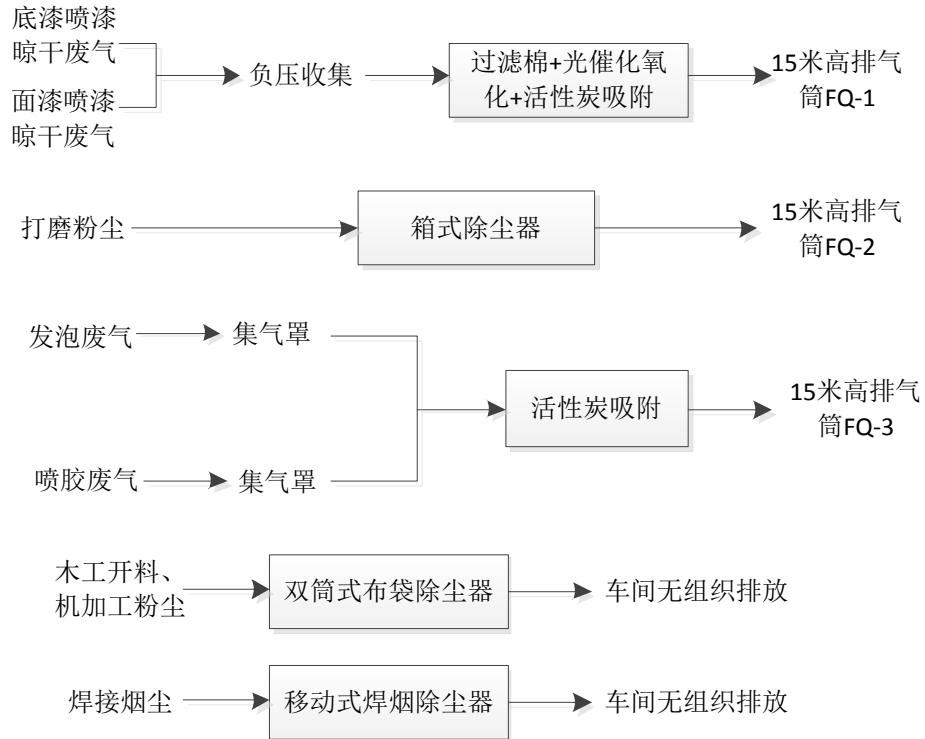 底漆喷漆
晾干废气
面漆喷漆
晾干废气
负压收集
过滤棉+光催化氧
化+活性炭吸附
15米高排气
筒FQ-1
打磨粉尘
箱式除尘器
15米高排气
筒FQ-2
发泡废气
集气罩
喷胶废气
集气罩
活性炭吸附
15米高排气
筒FQ-3
木工开料、
机加工粉尘
双筒式布袋除尘器
车间无组织排放
焊接烟尘
移动式焊烟除尘器
车间无组织排放